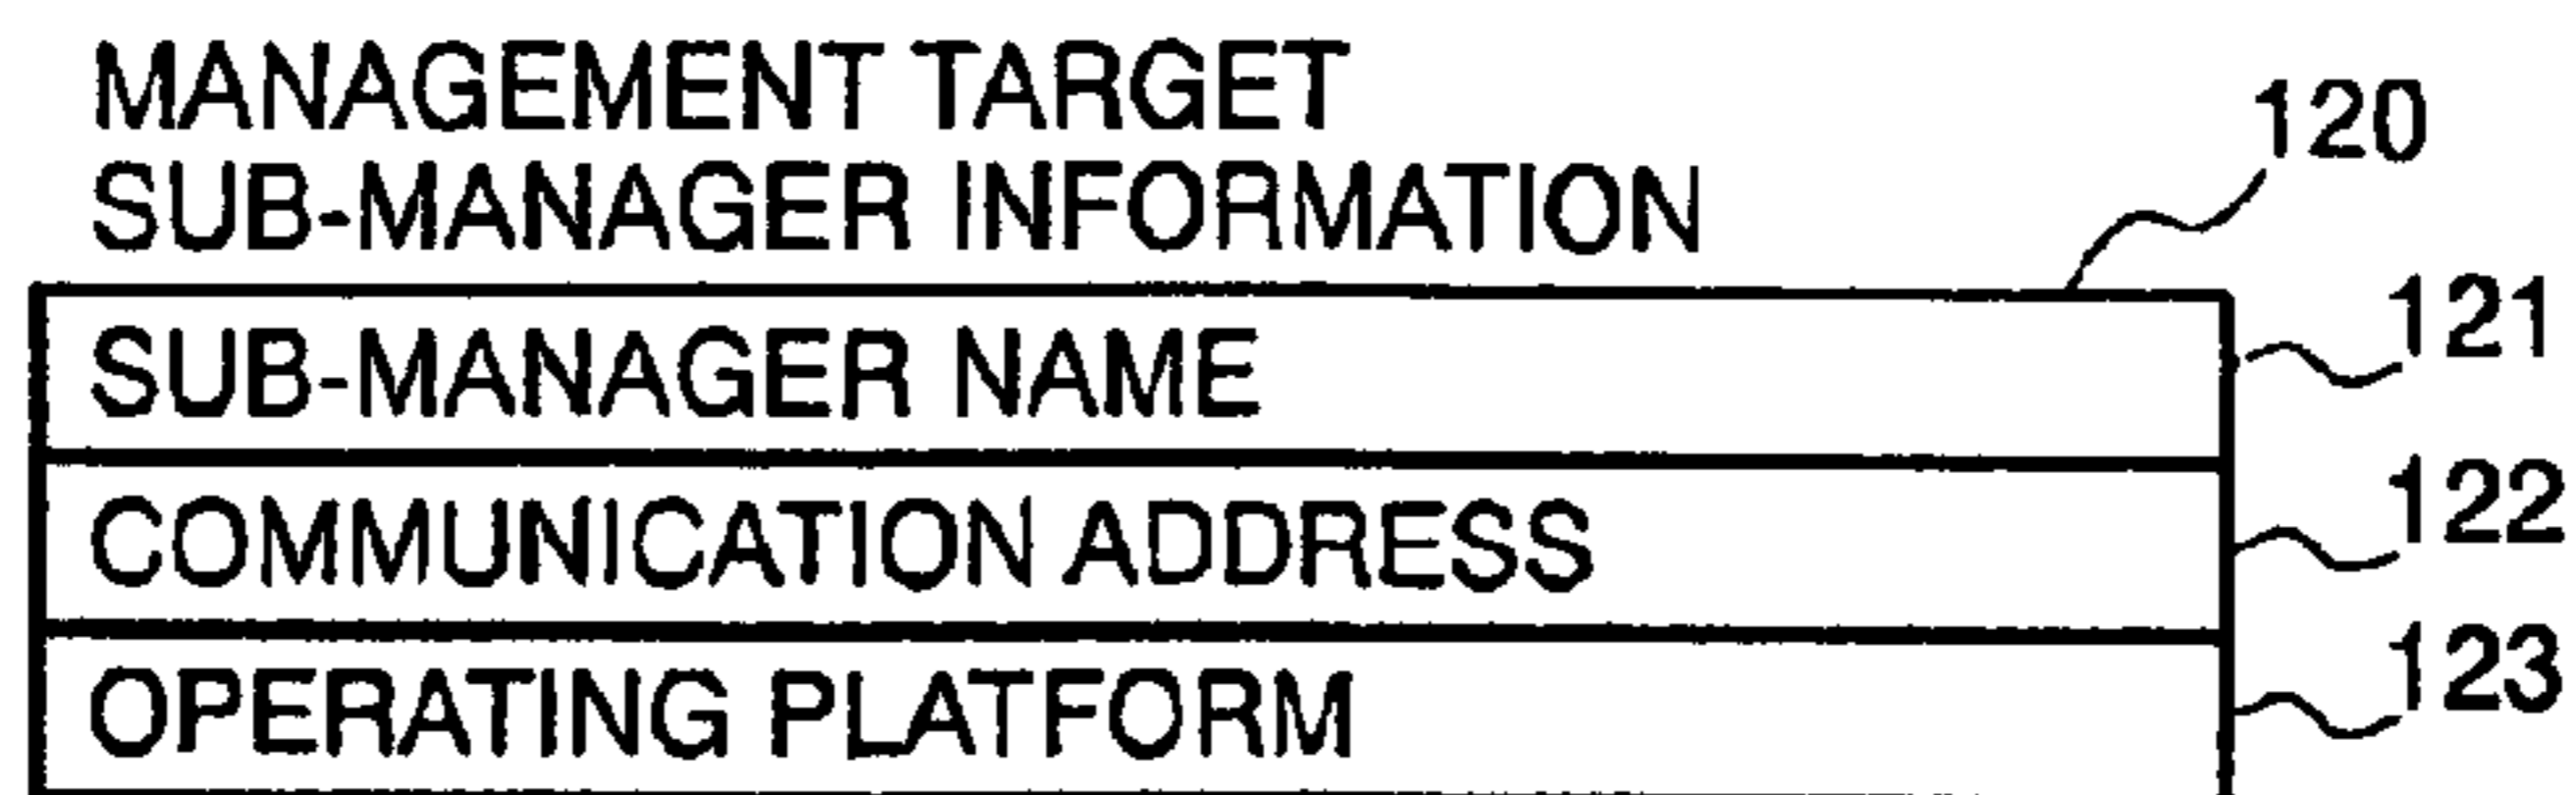 MANAGEMENT TARGET
SUB-MANAGER INFORMATION
120
SUB-MANAGER NAME 121
COMMUNICATION ADDRESS 122
OPERATING PLATFORM 123